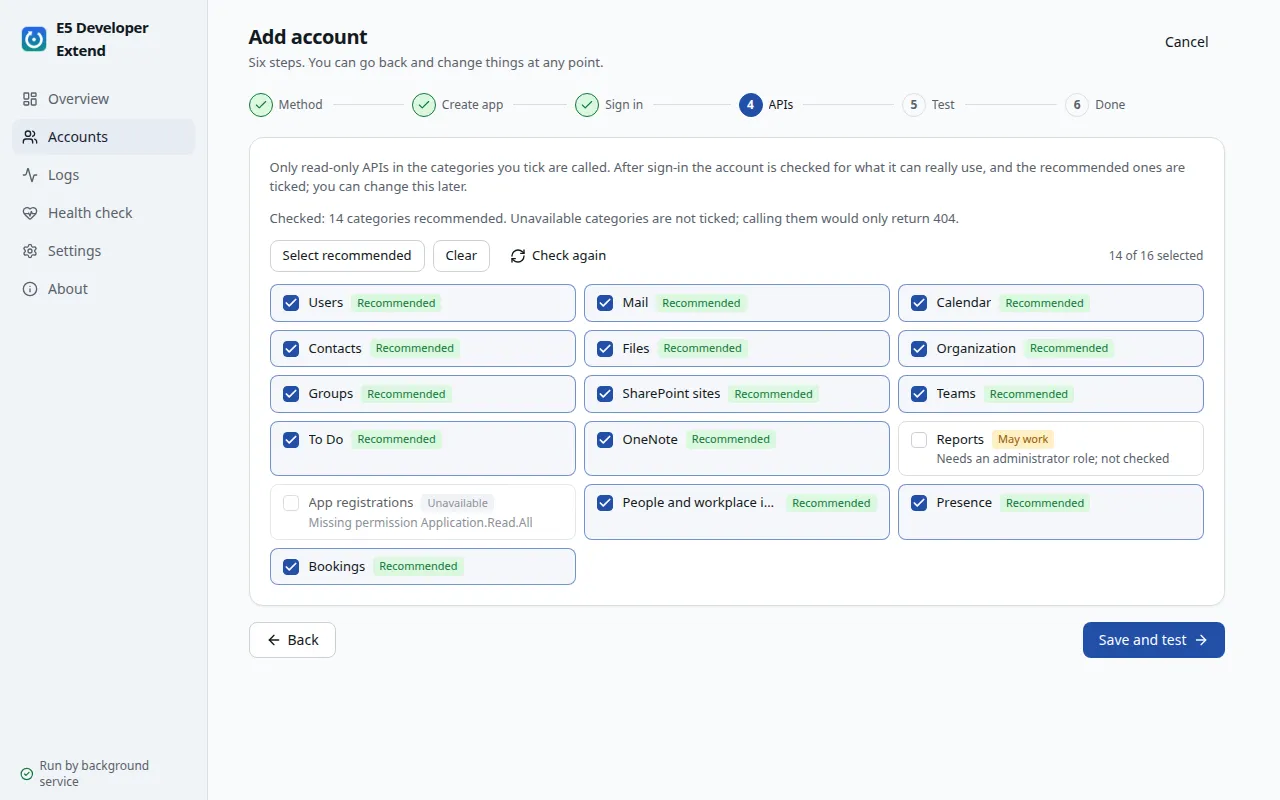 E5 Developer
Extend
Overview
Accounts
Logs
Health check
Settings
About
Run by background
service
Add account
Cancel
Six steps. You can go back and change things at any point.
Method
Create app
Sign in
4 APIs
5 Test
6 Done
Only read-only APIs in the categories you tick are called. After sign-in the account is checked for what it can really use, and the recommended ones are
ticked; you can change this later.
Checked: 14 categories recommended. Unavailable categories are not ticked; calling them would only return 404.
Select recommended
Clear
Check again
14 of 16 selected
Users Recommended
Mail Recommended
Calendar Recommended
Contacts Recommended
Files Recommended
Organization Recommended
Groups Recommended
SharePoint sites Recommended
Teams Recommended
To Do Recommended
OneNote Recommended
Reports May work
Needs an administrator role; not checked
App registrations Unavailable
Missing permission Application.Read.All
People and workplace i... Recommended
Presence Recommended
Bookings Recommended
Back
Save and test